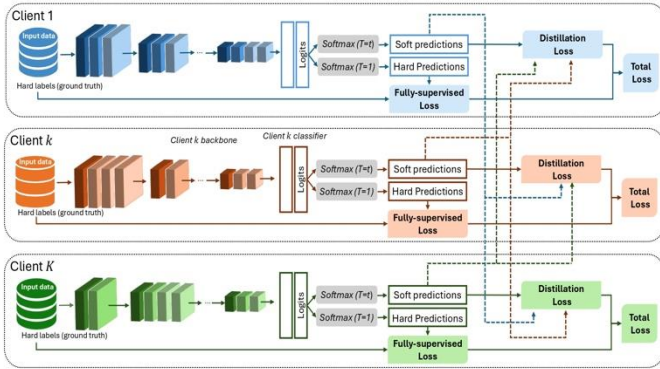 Client 1
Input data
Hard labels (ground truth)
...
Logits
Softmax (T=t)
Softmax (T=1)
Soft predictions
Hard Predictions
Fully-supervised
Loss
Distillation
Loss
Total
Loss
Client k
Input data
Hard labels (ground truth)
Client k backbone
...
Client k classifier
Logits
Softmax (T=t)
Softmax (T=1)
Soft predictions
Hard Predictions
Fully-supervised
Loss
Distillation
Loss
Total
Loss
Client K
Input data
Hard labels (ground truth)
...
Logits
Softmax (T=t)
Softmax (T=1)
Soft predictions
Hard Predictions
Fully-supervised
Loss
Distillation
Loss
Total
Loss